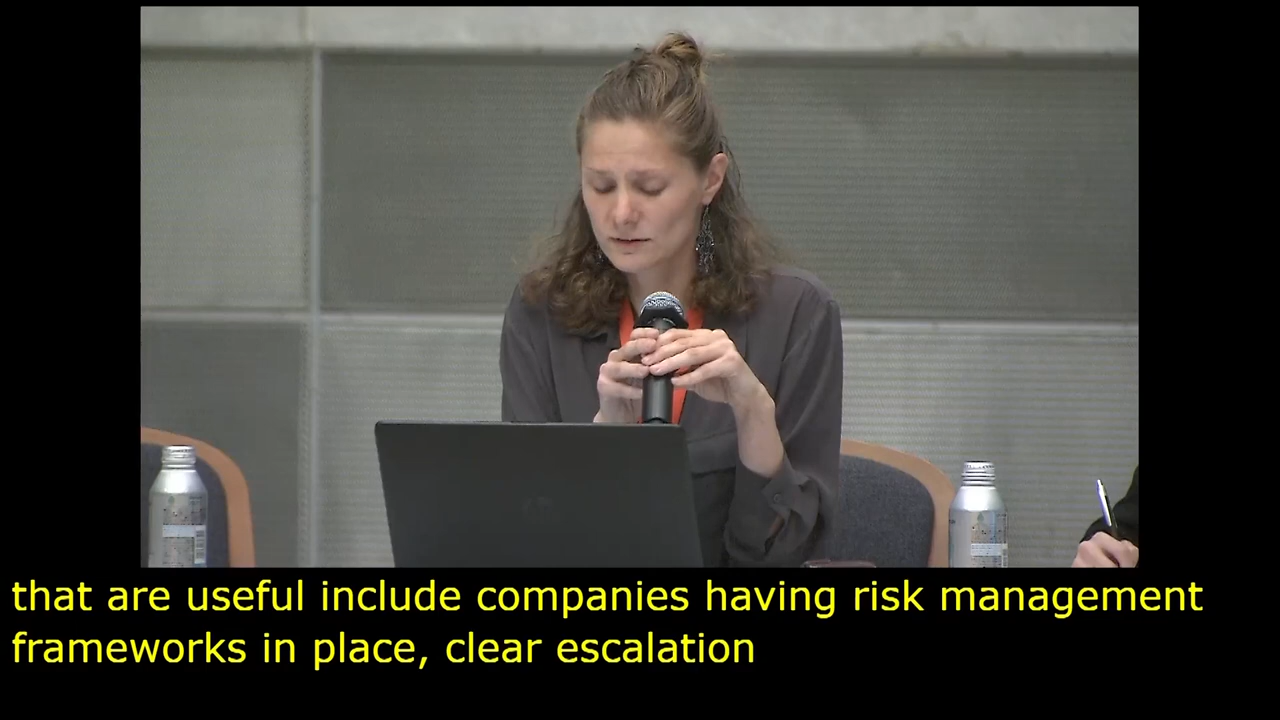 that are useful include companies having risk management
frameworks in place, clear escalation